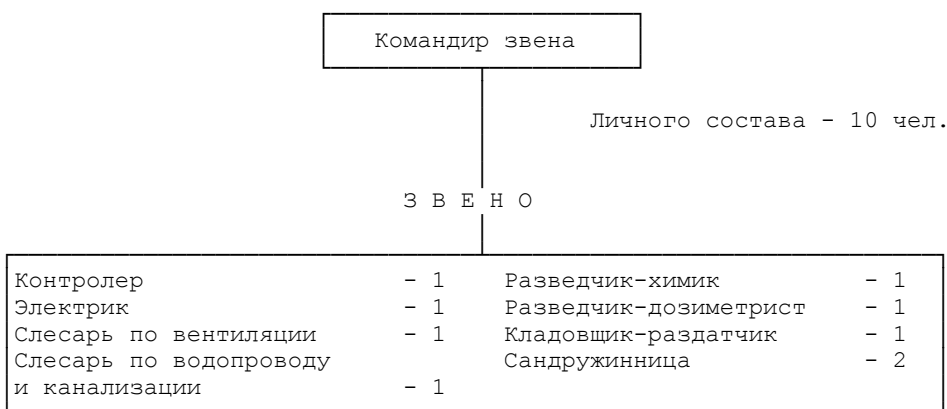 Командир звена
Личного состава - 10 чел.
З В Е Н О
Контролер - 1 Разведчик-химик - 1
Электрик - 1 Разведчик-дозиметрист - 1
Слесарь по вентиляции - 1 Кладовщик-раздатчик - 1
Слесарь по водопроводу Сандружинница - 2
и канализации - 1